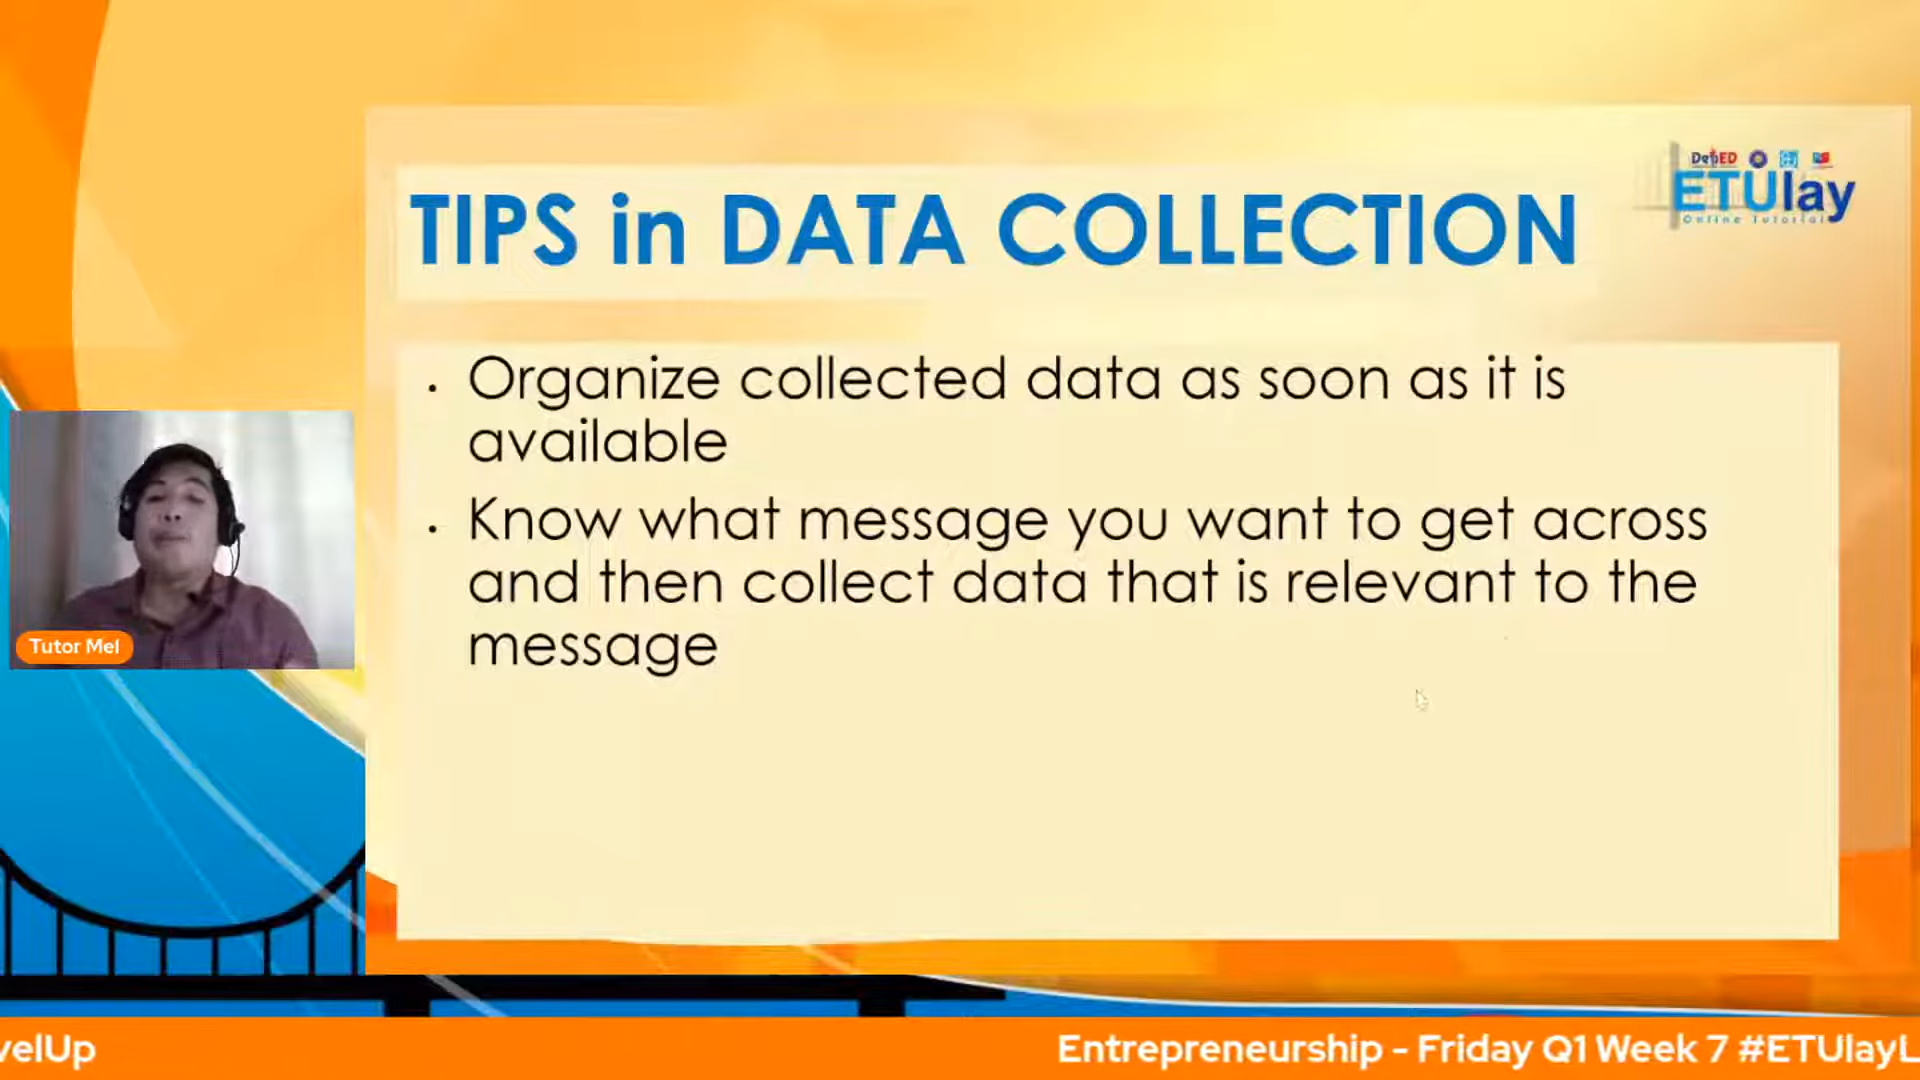 DepED
ETUlay
Online Tutorial
TIPS in DATA COLLECTION
• Organize collected data as soon as it is
available
• Know what message you want to get across
and then collect data that is relevant to the
message
Tutor Mel
velUp
Entrepreneurship - Friday Q1 Week 7 #ETUlayL